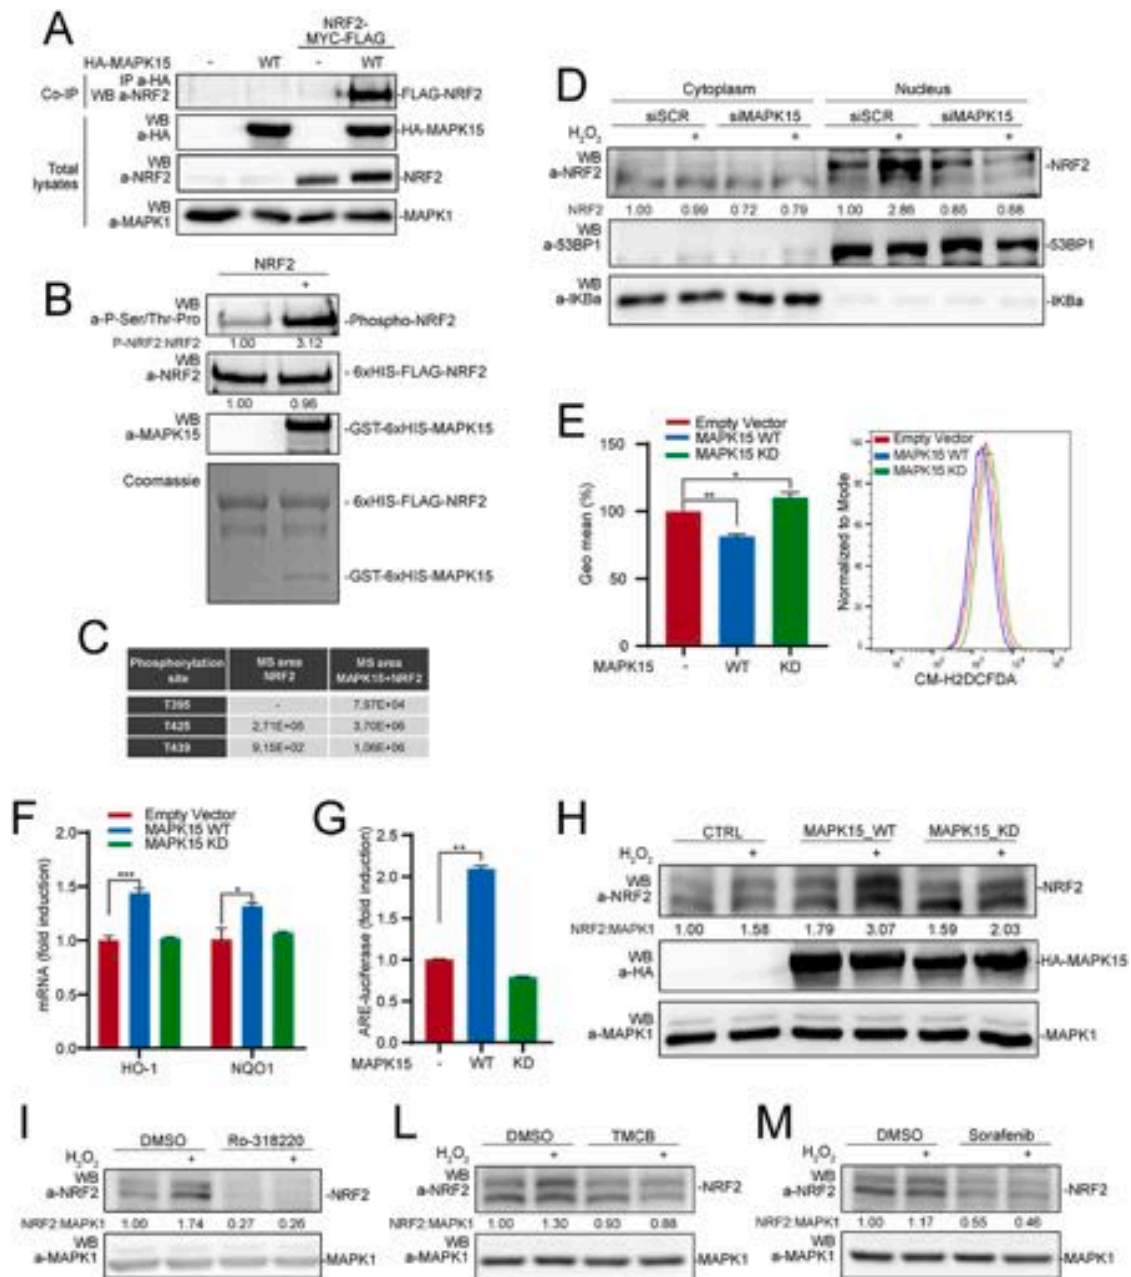 A
NRF2-
MYC-FLAG
HA-MAPK15 - WT - WT
Co-IP
IP a-HA
WB a-NRF2
-FLAG-NRF2
Total
lysates
WB
a-HA
-HA-MAPK15
WB
a-NRF2
-NRF2
WB
a-MAPK1
-MAPK1
B
NRF2
+
WB
a-P-Ser/Thr-Pro
-Phospho-NRF2
P-NRF2:NRF2 1.00 3.12
WB
a-NRF2
-6xHIS-FLAG-NRF2
1.00 0.96
WB
a-MAPK15
-GST-6xHIS-MAPK15
Coomassie
- 6xHIS-FLAG-NRF2
-GST-6xHIS-MAPK15
C
Phosphorylation site MS area NRF2 MS area MAPK15+NRF2
T395 - 7,97E+04
T425 2,71E+05 3,70E+06
T439 9,15E+02 1,06E+06
D
Cytoplasm Nucleus
siSCR siMAPK15 siSCR siMAPK15
H2O2 + + + +
WB
a-NRF2
-NRF2
NRF2 1.00 0.99 0.72 0.79 1.00 2.86 0.85 0.88
WB
a-53BP1
-53BP1
WB
a-IKBa
-IKBa
E
Empty Vector
MAPK15 WT
MAPK15 KD
Geo mean (%)
150
100
50
0
* **
MAPK15 - WT KD
Empty Vector
MAPK15 WT
MAPK15 KD
Normalized to Mode
CM-H2DCFDA
F
Empty Vector
MAPK15 WT
MAPK15 KD
mRNA (fold induction)
2.0
1.5
1.0
0.5
0.0
*** *
HO-1 NQO1
G
ARE-luciferase (fold induction)
2.5
2.0
1.5
1.0
0.5
0.0
**
MAPK15 - WT KD
H
CTRL MAPK15_WT MAPK15_KD
H2O2 + + +
WB
a-NRF2
-NRF2
NRF2:MAPK1 1.00 1.58 1.79 3.07 1.59 2.03
WB
a-HA
-HA-MAPK15
WB
a-MAPK1
-MAPK1
I
DMSO Ro-318220
H2O2 + +
WB
a-NRF2
-NRF2
NRF2:MAPK1 1.00 1.74 0.27 0.26
WB
a-MAPK1
-MAPK1
L
DMSO TMCB
H2O2 + +
WB
a-NRF2
-NRF2
NRF2:MAPK1 1.00 1.30 0.93 0.88
WB
a-MAPK1
-MAPK1
M
DMSO Sorafenib
H2O2 + +
WB
a-NRF2
-NRF2
NRF2:MAPK1 1.00 1.17 0.55 0.46
WB
a-MAPK1
-MAPK1